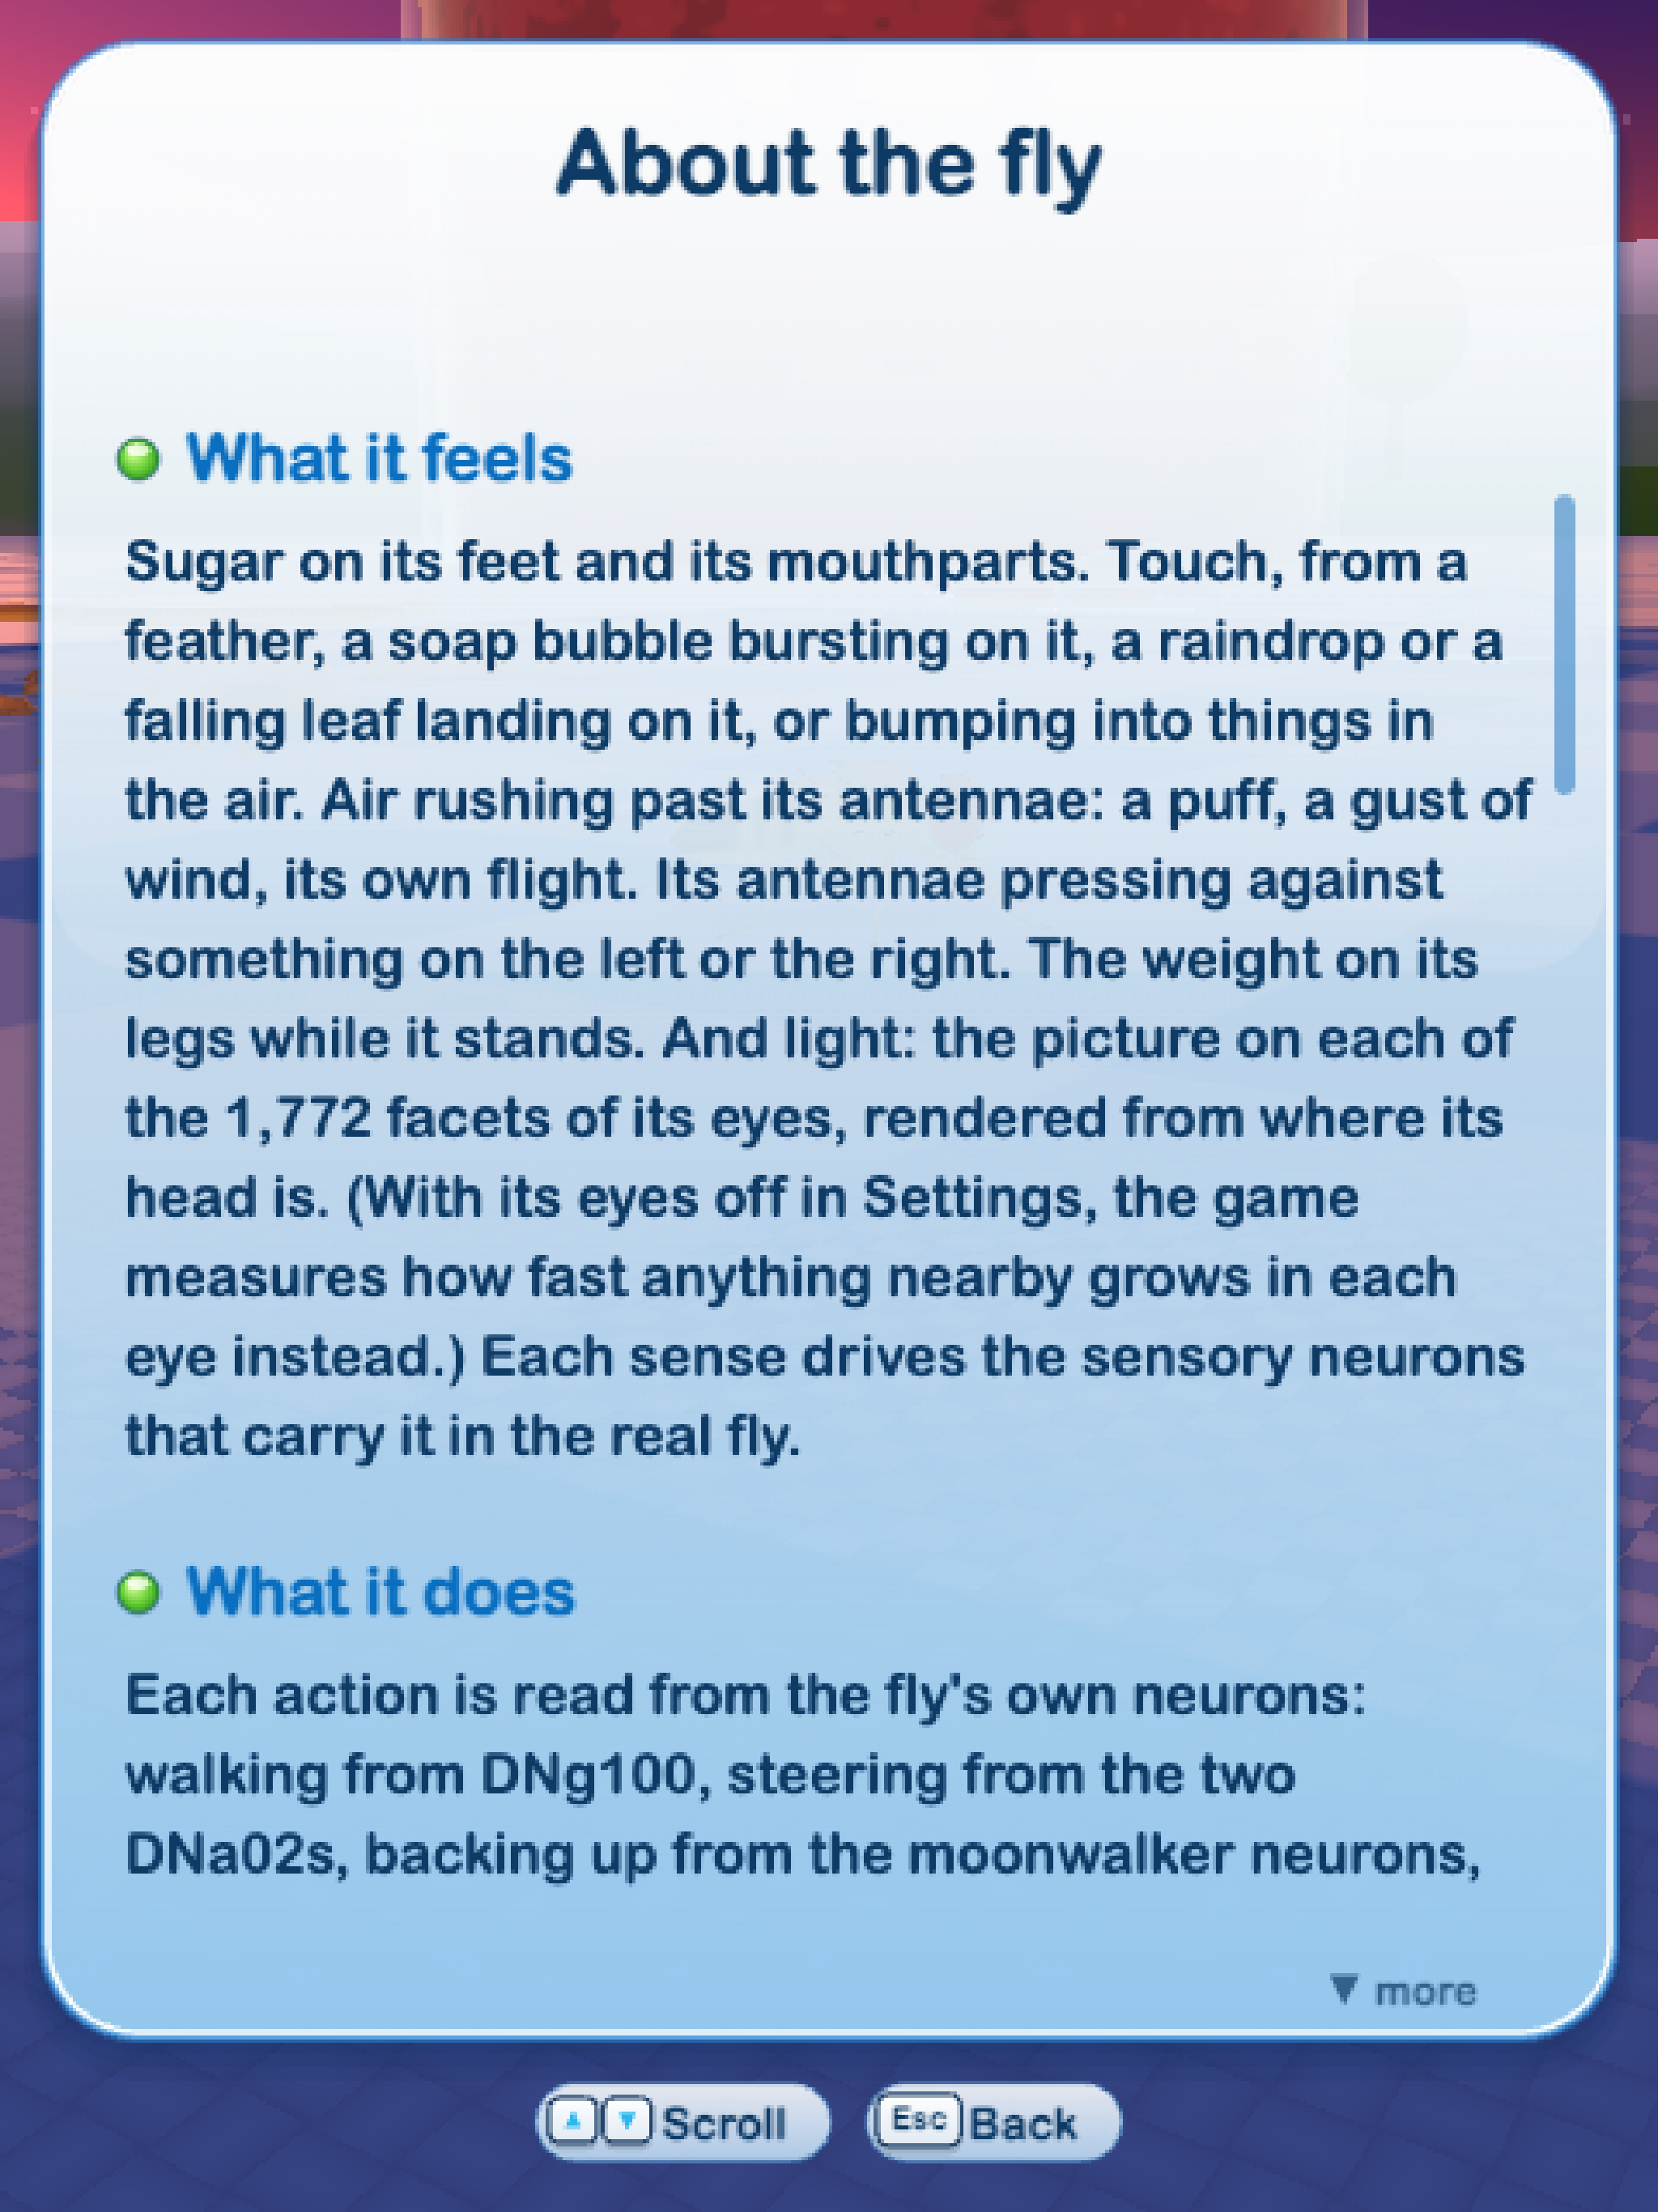 About the fly
What it feels
Sugar on its feet and its mouthparts. Touch, from a
feather, a soap bubble bursting on it, a raindrop or a
falling leaf landing on it, or bumping into things in
the air. Air rushing past its antennae: a puff, a gust of
wind, its own flight. Its antennae pressing against
something on the left or the right. The weight on its
legs while it stands. And light: the picture on each of
the 1,772 facets of its eyes, rendered from where its
head is. (With its eyes off in Settings, the game
measures how fast anything nearby grows in each
eye instead.) Each sense drives the sensory neurons
that carry it in the real fly.
What it does
Each action is read from the fly's own neurons:
walking from DNg100, steering from the two
DNa02s, backing up from the moonwalker neurons,
▼ more
▲ ▼ Scroll Esc Back